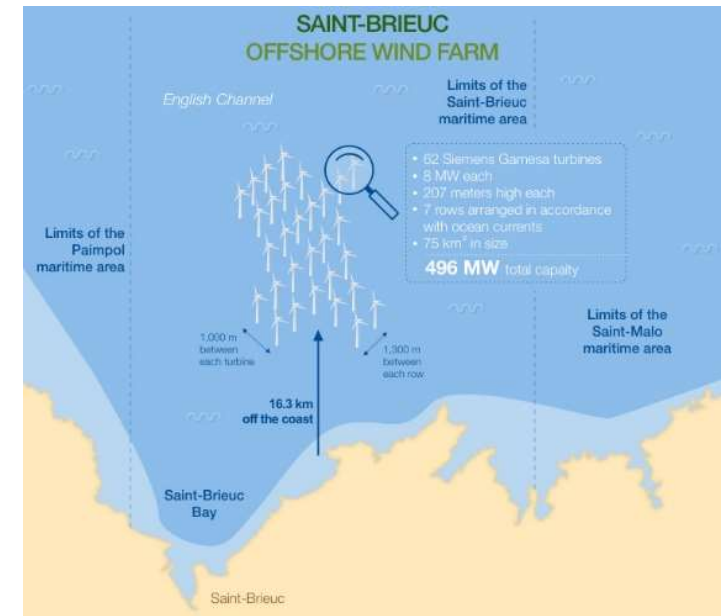 SAINT-BRIEUC
OFFSHORE WIND FARM
English Channel
Limits of the
Saint-Brieuc
maritime area
• 62 Siemens Gamesa turbines
• 8 MW each
• 207 meters high each
• 7 rows arranged in accordance
with ocean currents
• 75 km² in size
496 MW total capaity
Limits of the
Paimpol
maritime area
Limits of the
Saint-Malo
maritime area
1,000 m
between
each turbine
1,300 m
between
each row
16.3 km
off the coast
Saint-Brieuc
Bay
Saint-Brieuc